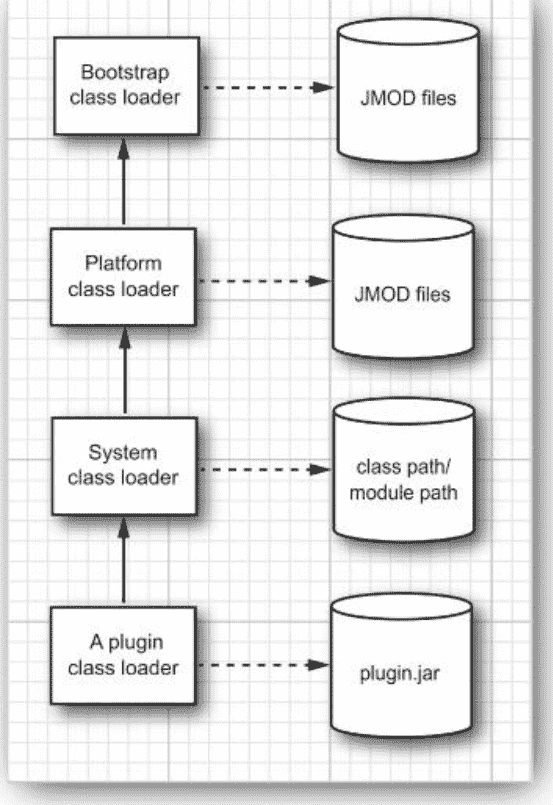 Bootstrap
class loader
JMOD files
Platform
class loader
JMOD files
System
class loader
class path/
module path
A plugin
class loader
plugin.jar